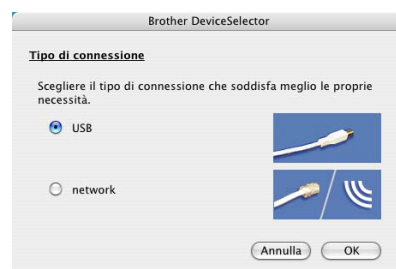 Brother DeviceSelector
Tipo di connessione
Scegliere il tipo di connessione che soddisfa meglio le proprie
necessità.
USB
network
Annulla
OK